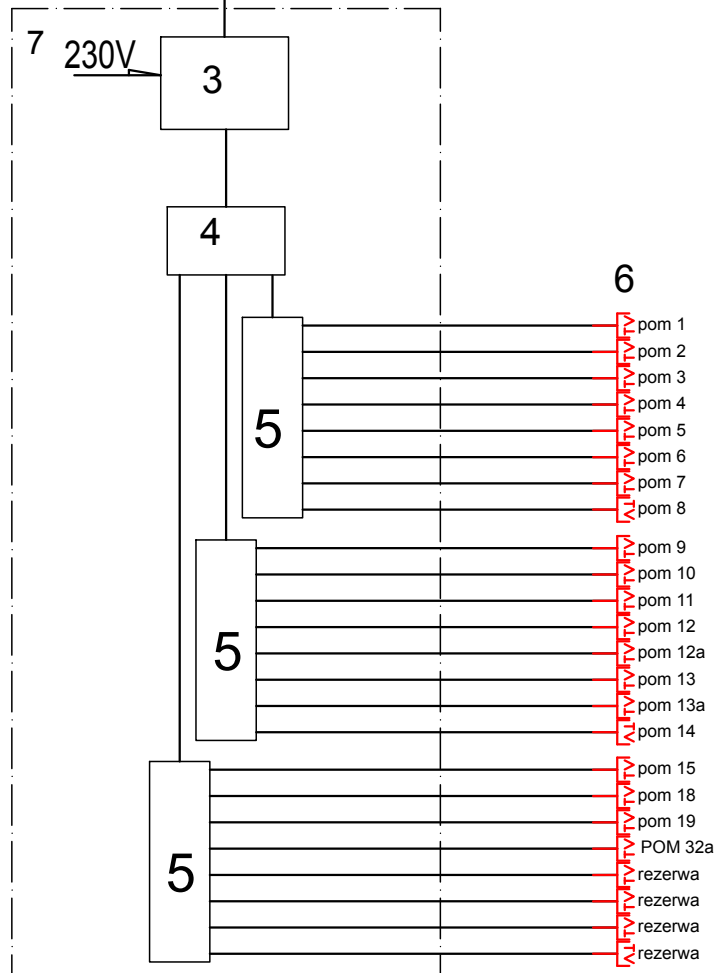 7
230V
3
4
6
5
pom 1
pom 2
pom 3
pom 4
pom 5
pom 6
pom 7
pom 8
5
pom 9
pom 10
pom 11
pom 12
pom 12a
pom 13
pom 13a
pom 14
5
pom 15
pom 18
pom 19
POM 32a
rezerwa
rezerwa
rezerwa
rezerwa